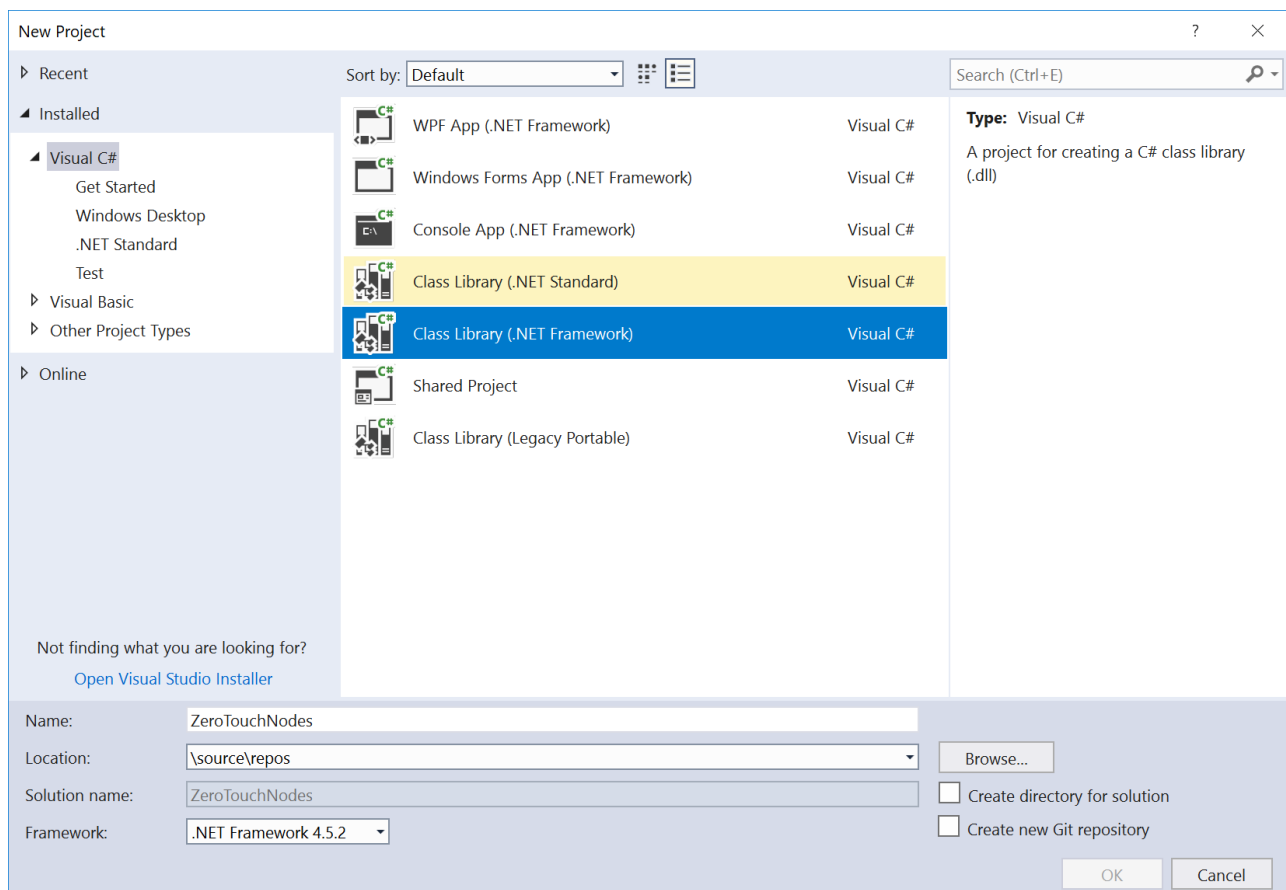 New Project
?
Recent
Installed
Visual C#
Get Started
Windows Desktop
.NET Standard
Test
Visual Basic
Other Project Types
Online
Not finding what you are looking for?
Open Visual Studio Installer
Sort by: Default
C# WPF App (.NET Framework) Visual C#
C# Windows Forms App (.NET Framework) Visual C#
C# C:\ Console App (.NET Framework) Visual C#
C# Class Library (.NET Standard) Visual C#
C# Class Library (.NET Framework) Visual C#
C# Shared Project Visual C#
C# Class Library (Legacy Portable) Visual C#
Search (Ctrl+E)
Type: Visual C#
A project for creating a C# class library
(.dll)
Name: ZeroTouchNodes
Location: \source\repos Browse...
Solution name: ZeroTouchNodes Create directory for solution
Framework: .NET Framework 4.5.2 Create new Git repository
OK Cancel